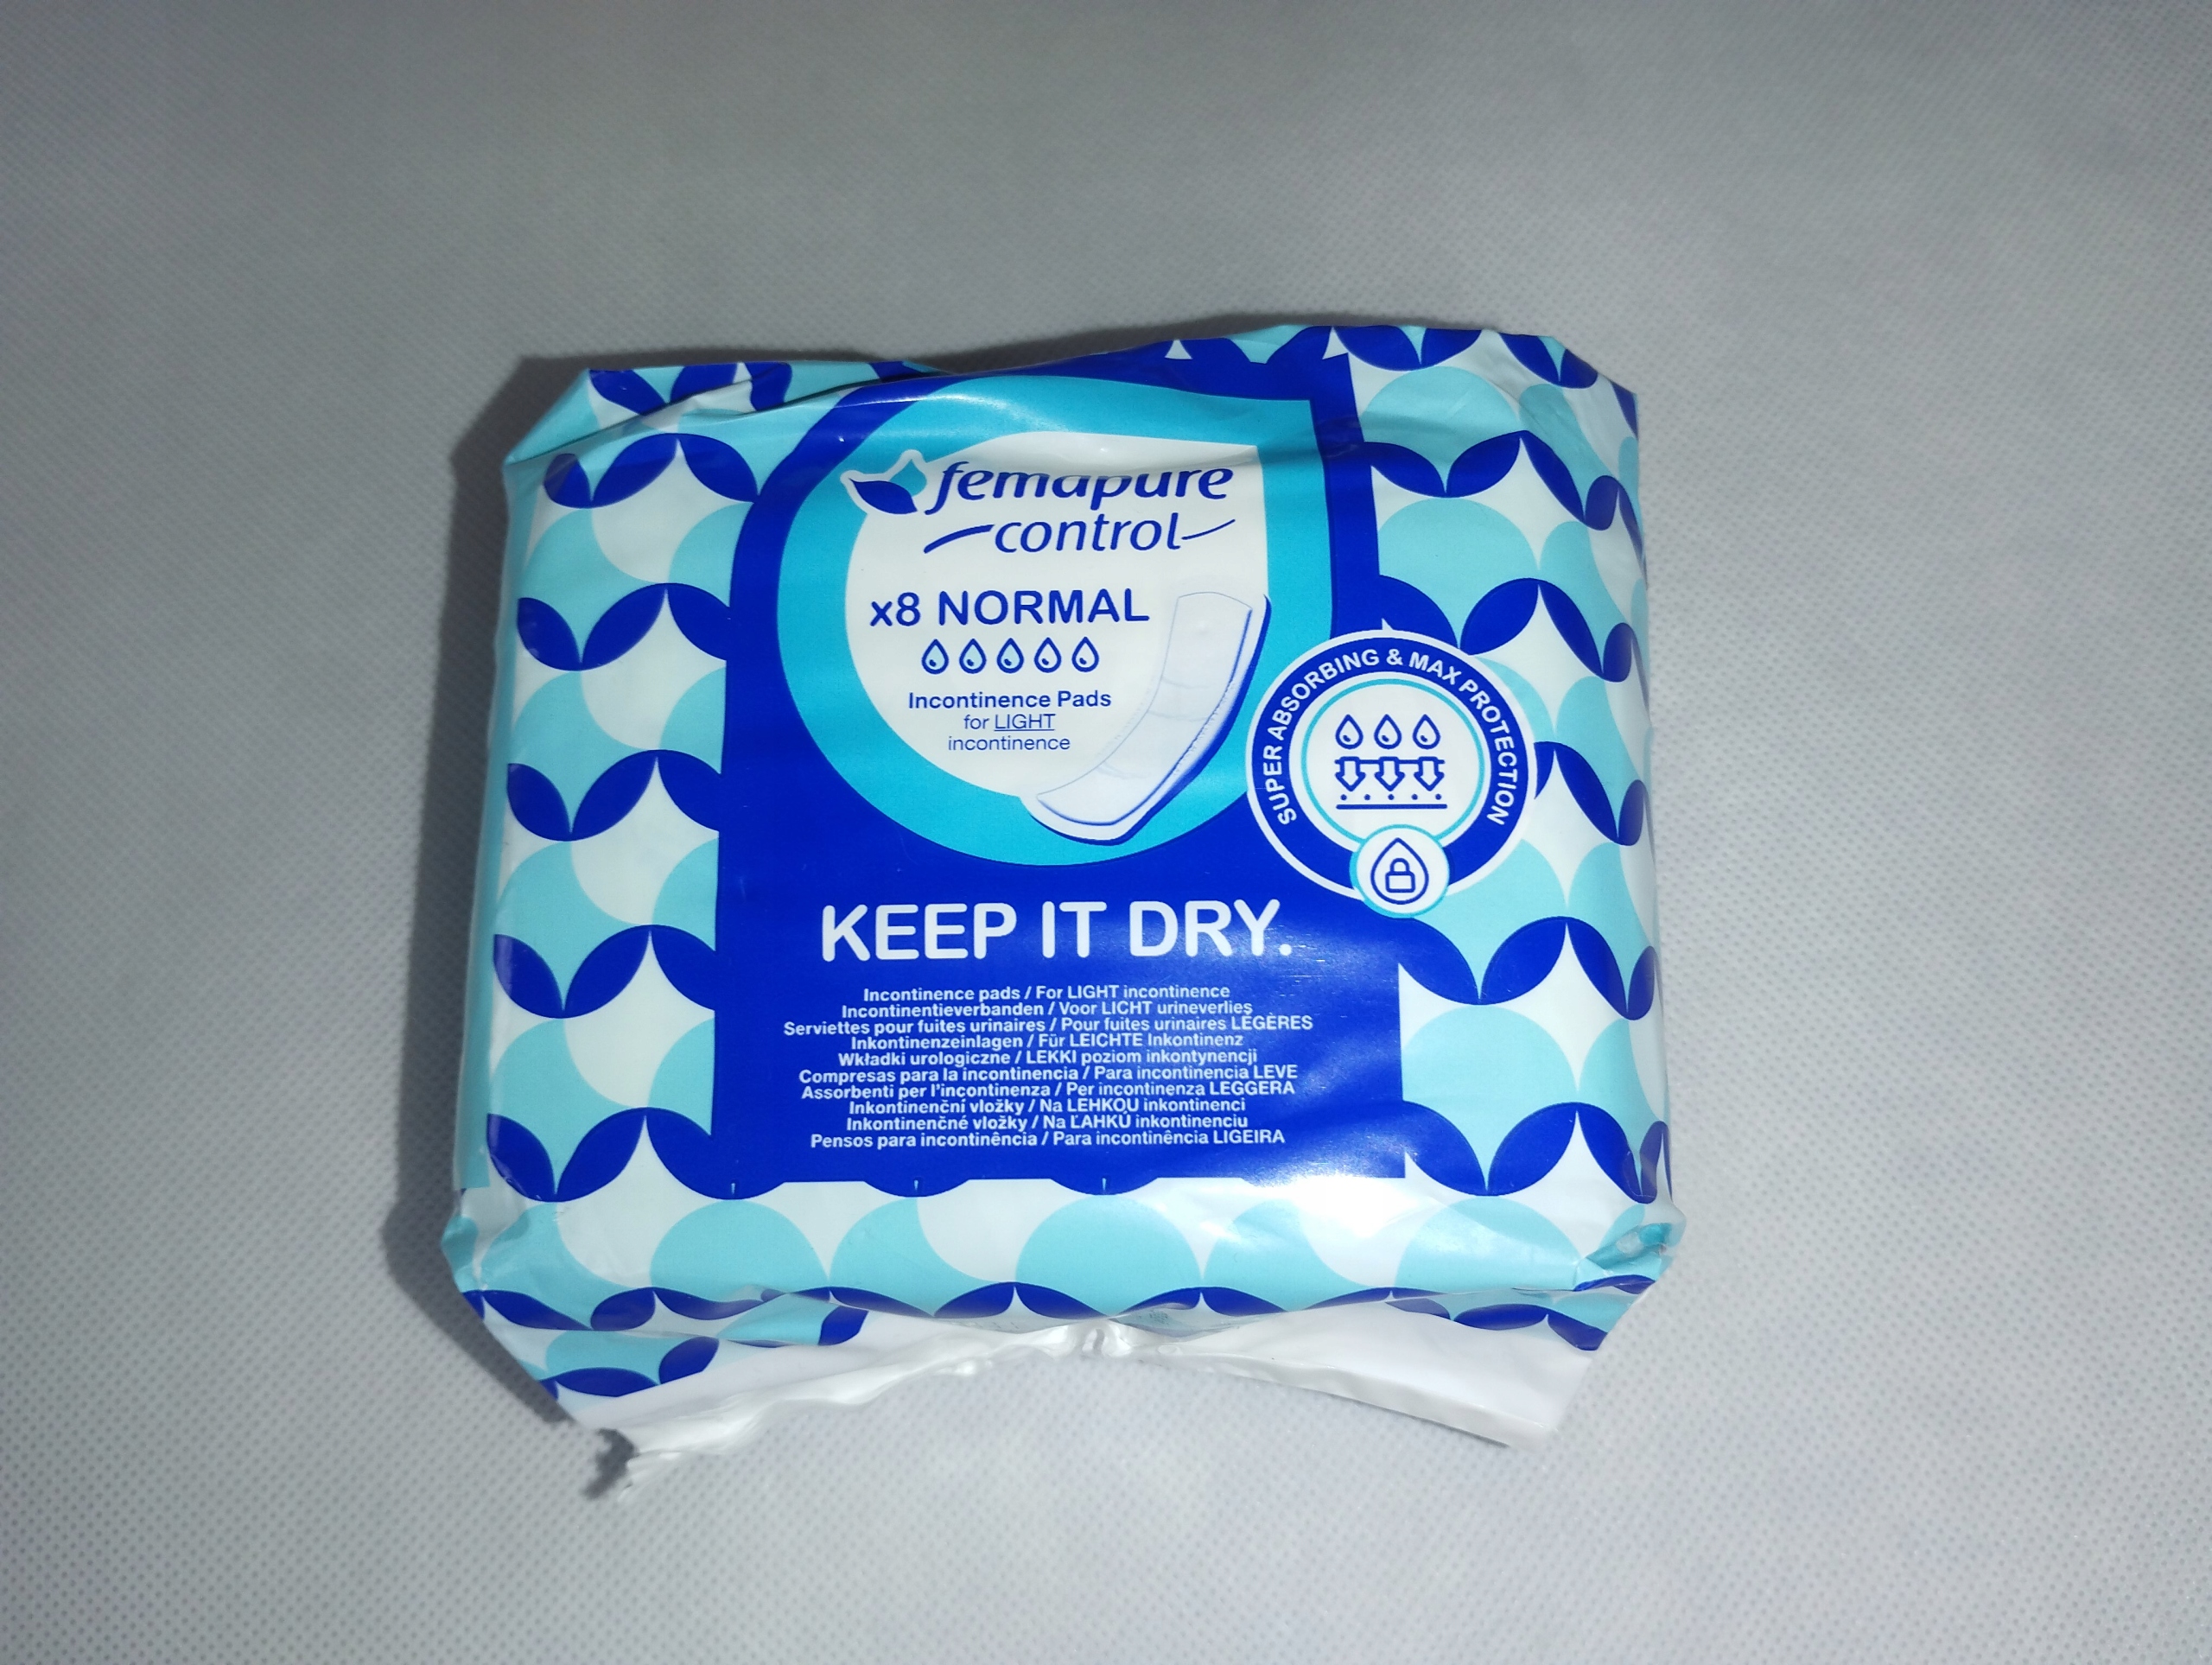 femapure
control
x8 NORMAL
Incontinence Pads
for LIGHT
incontinence
SUPER ABSORBING & MAX PROTECTION
KEEP IT DRY.
Incontinence pads / For LIGHT incontinence
Incontinentieverbanden / Voor LICHT urineverlies
Serviettes pour fuites urinaires / Pour fuites urinaires LÉGÈRES
Inkontinenzeinlagen / Für LEICHTE Inkontinenz
Wkładki urologiczne / LEKKI poziom inkontynencji
Compresas para la incontinencia / Para incontinencia LEVE
Assorbenti per l'incontinenza / Per incontinenza LEGGERA
Inkontinenční vložky / Na LEHKOU inkontinenci
Inkontinenčné vložky / Na ĽAHKÚ inkontinenciu
Pensos para incontinência / Para incontinência LIGEIRA